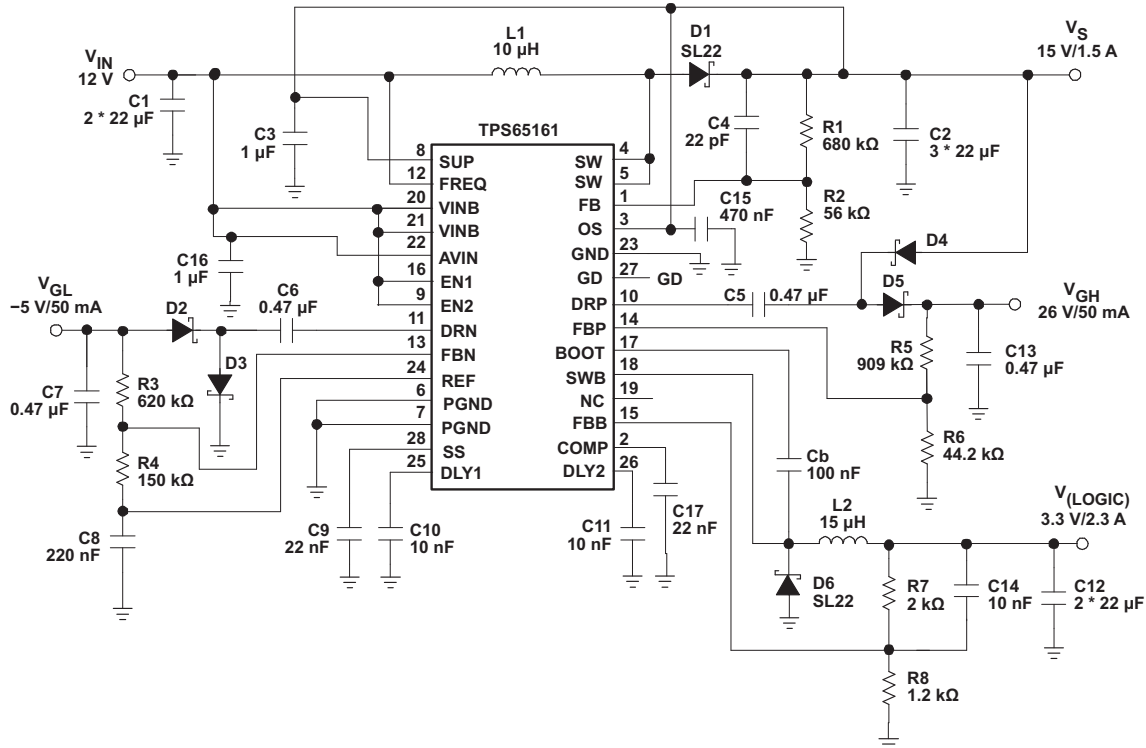 V_IN
12 V
C1
2 * 22 µF
L1
10 µH
D1
SL22
V_S
15 V/1.5 A
C3
1 µF
C4
22 pF
R1
680 kΩ
C2
3 * 22 µF
R2
56 kΩ
C15
470 nF
TPS65161
8 SUP
12 FREQ
20 VINB
21 VINB
22 AVIN
16 EN1
9 EN2
11 DRN
13 FBN
24 REF
6 PGND
7 PGND
28 SS
25 DLY1
SW 4
SW 5
FB 1
OS 3
GND 23
GD 27 GD
DRP 10
FBP 14
BOOT 17
SWB 18
NC 19
FBB 15
COMP 2
DLY2 26
C16
1 µF
V_GL
−5 V/50 mA
D2
C6
0.47 µF
D3
C7
0.47 µF
R3
620 kΩ
R4
150 kΩ
C8
220 nF
C9
22 nF
C10
10 nF
D4
C5 0.47 µF
D5
V_GH
26 V/50 mA
R5
909 kΩ
C13
0.47 µF
R6
44.2 kΩ
Cb
100 nF
C11
10 nF
C17
22 nF
L2
15 µH
V_(LOGIC)
3.3 V/2.3 A
D6
SL22
R7
2 kΩ
C14
10 nF
C12
2 * 22 µF
R8
1.2 kΩ